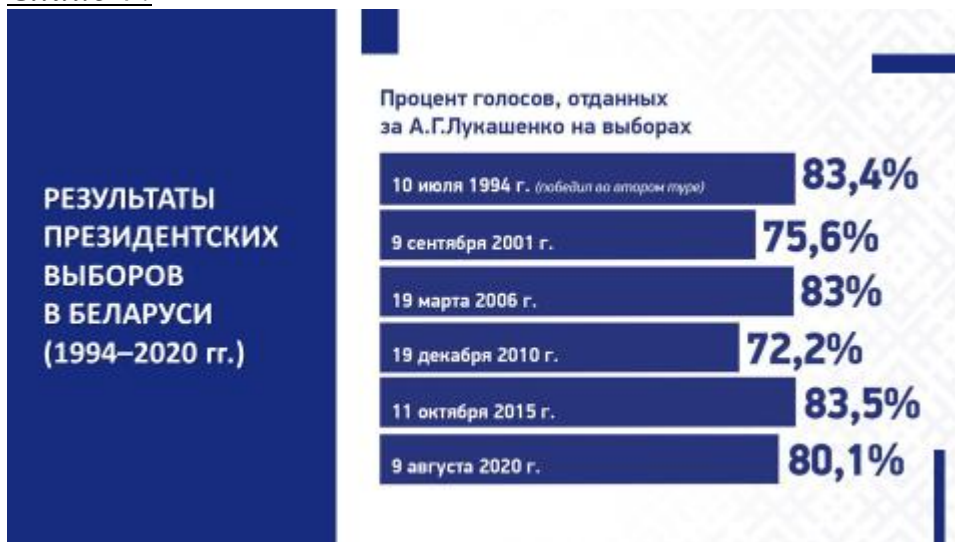 РЕЗУЛЬТАТЫ
ПРЕЗИДЕНТСКИХ
ВЫБОРОВ
В БЕЛАРУСИ
(1994–2020 гг.)
Процент голосов, отданных
за А.Г.Лукашенко на выборах
10 июля 1994 г. (победил во втором туре) 83,4%
9 сентября 2001 г. 75,6%
19 марта 2006 г. 83%
19 декабря 2010 г. 72,2%
11 октября 2015 г. 83,5%
9 августа 2020 г. 80,1%